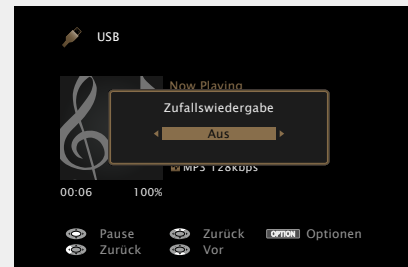 USB
Now Playing
Zufallswiedergabe
Aus
MP3 128kbps
00:06 100%
Pause Zurück OPTION Optionen
Zurück Vor